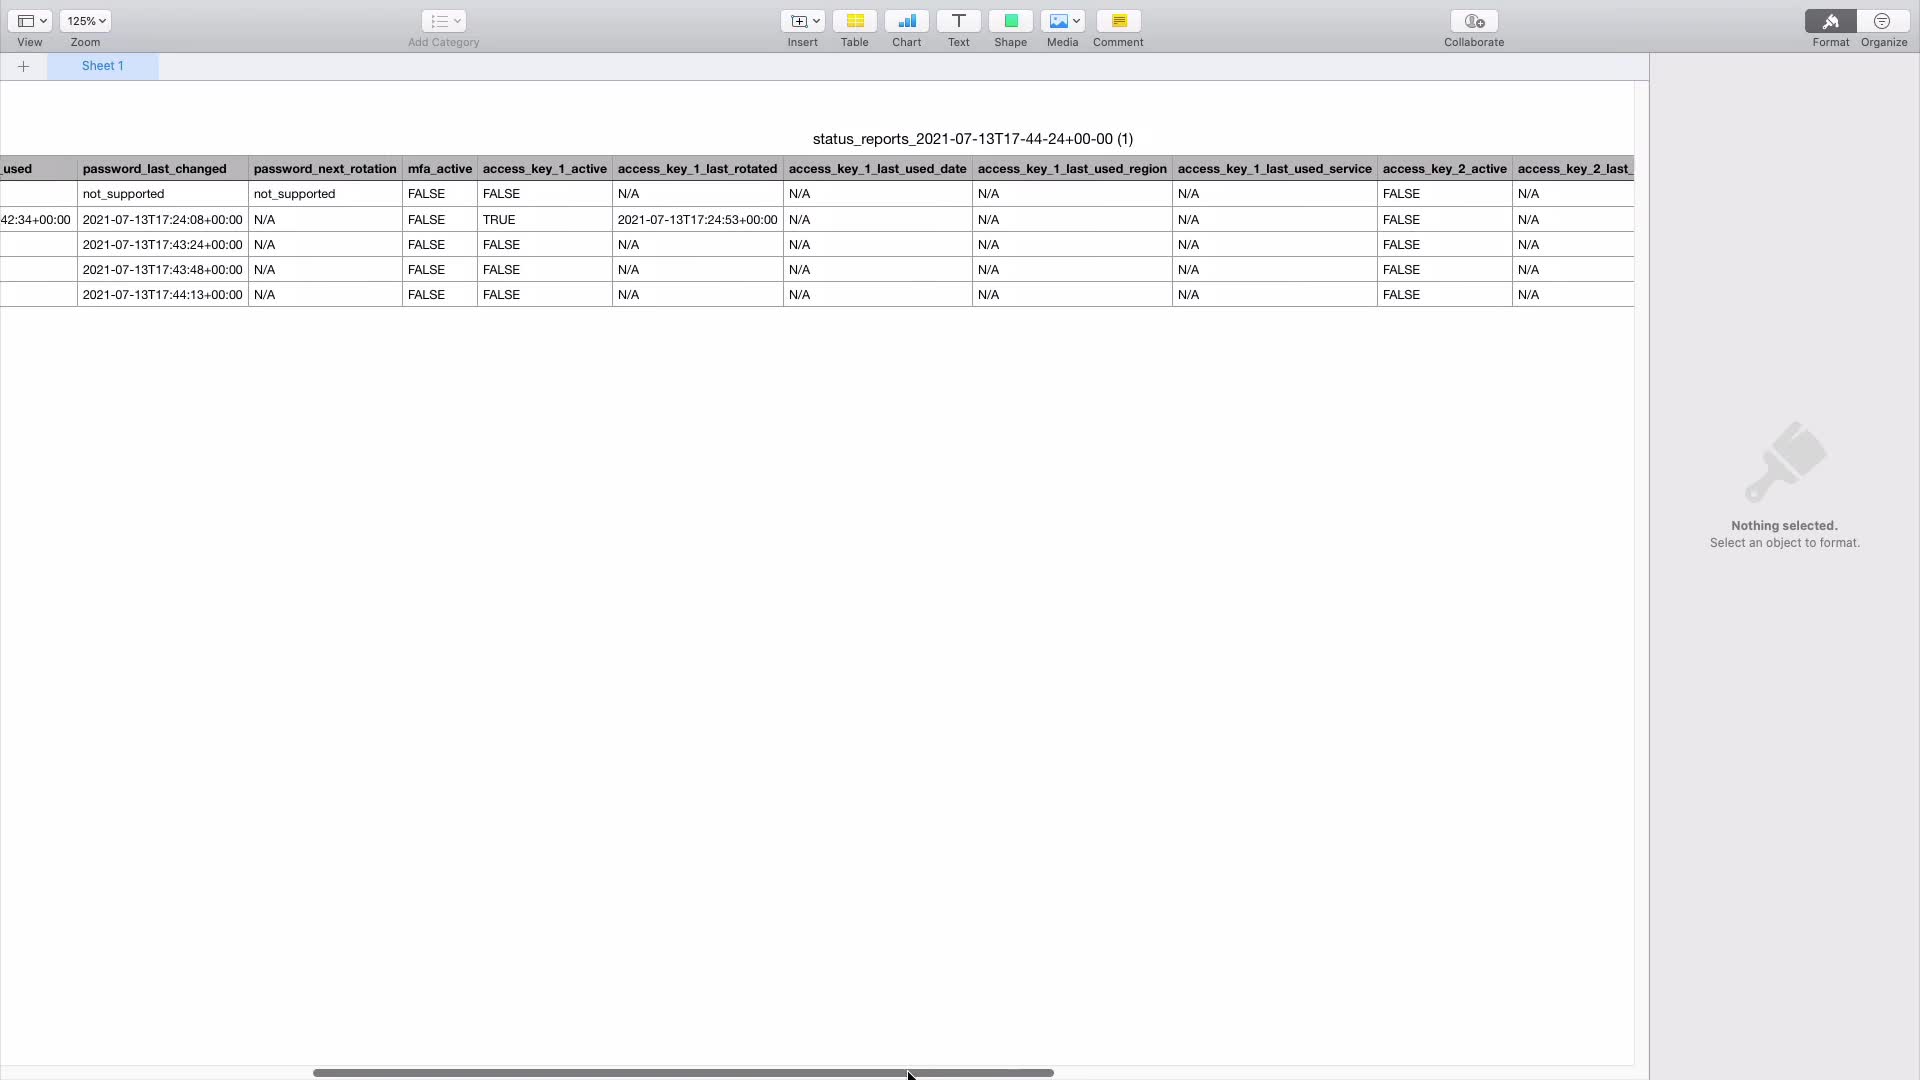 125%
View Zoom Add Category Insert Table Chart Text Shape Media Comment Collaborate Format Organize
Sheet 1
status_reports_2021-07-13T17-44-24+00-00 (1)
_used password_last_changed password_next_rotation mfa_active access_key_1_active access_key_1_last_rotated access_key_1_last_used_date access_key_1_last_used_region access_key_1_last_used_service access_key_2_active access_key_2_last_
not_supported not_supported FALSE FALSE N/A N/A N/A N/A FALSE N/A
42:34+00:00 2021-07-13T17:24:08+00:00 N/A FALSE TRUE 2021-07-13T17:24:53+00:00 N/A N/A N/A FALSE N/A
2021-07-13T17:43:24+00:00 N/A FALSE FALSE N/A N/A N/A N/A FALSE N/A
2021-07-13T17:43:48+00:00 N/A FALSE FALSE N/A N/A N/A N/A FALSE N/A
2021-07-13T17:44:13+00:00 N/A FALSE FALSE N/A N/A N/A N/A FALSE N/A
Nothing selected.
Select an object to format.